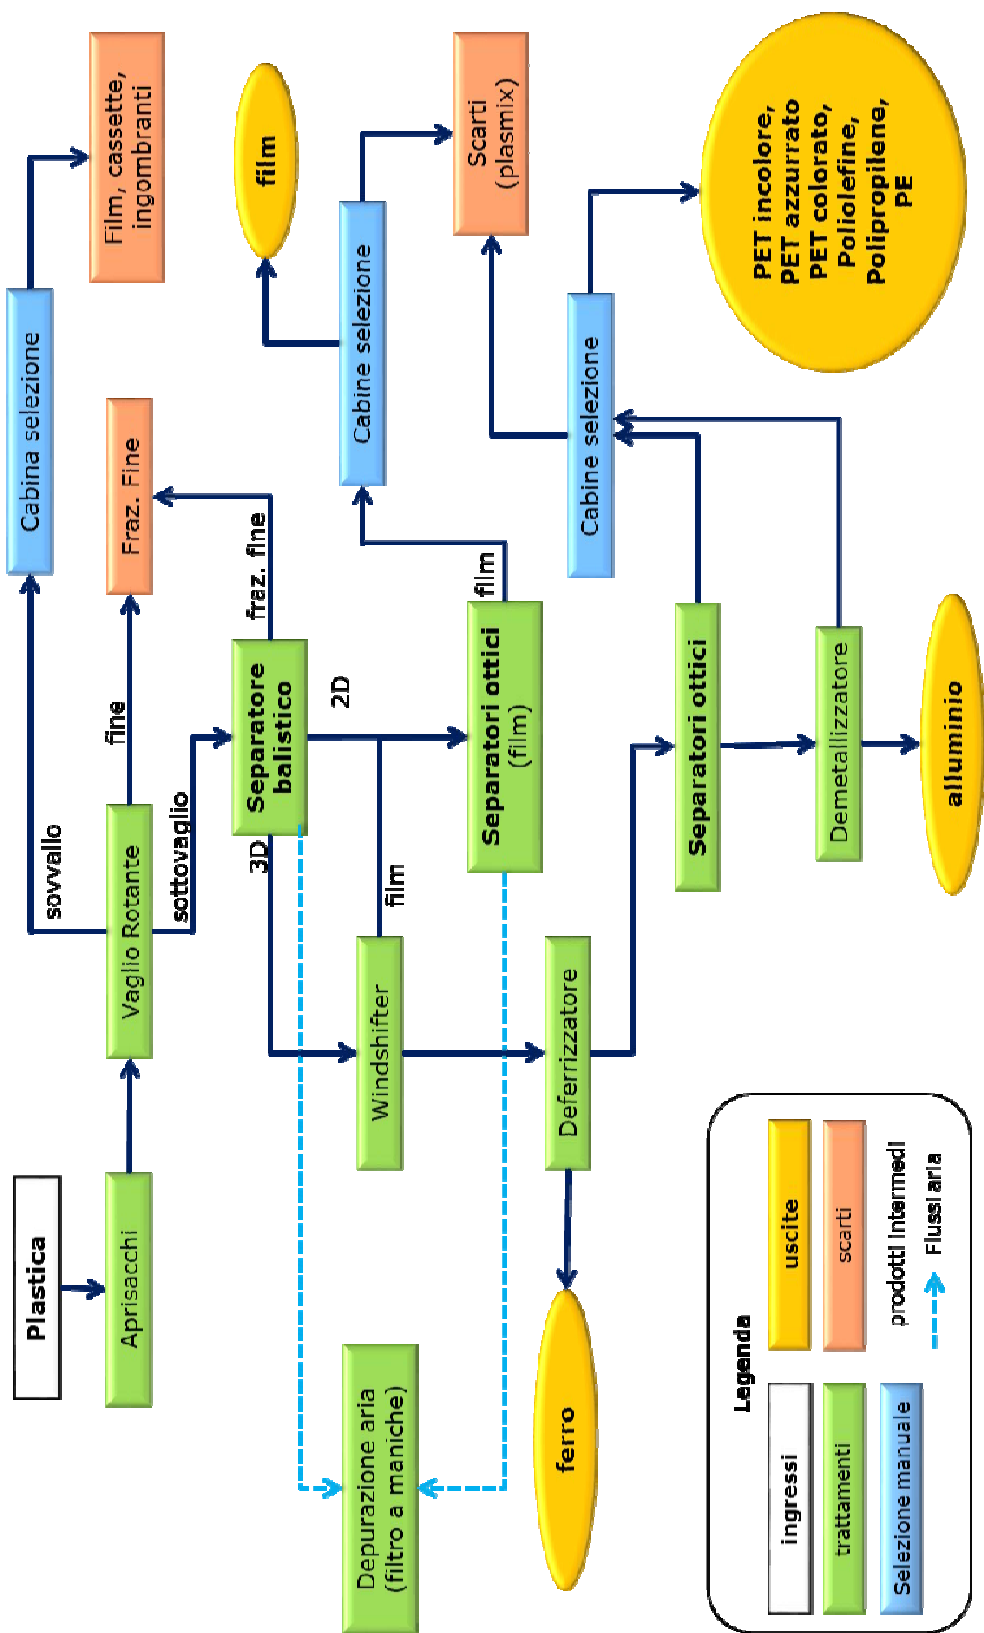 Plastica
Aprisacchi
Vaglio Rotante
sovvallo
fine
sottovaglio
Cabina selezione
Film, cassette,
ingombranti
Fraz. Fine
Separatore
balistico
fraz. fine
3D
2D
film
Windshifter
Separatori ottici
(film)
film
Cabine selezione
film
Scarti
(plasmix)
Depurazione aria
(filtro a maniche)
Deferrizzatore
ferro
Separatori ottici
Cabine selezione
Demetallizzatore
alluminio
PET incolore,
PET azzurrato
PET colorato,
Poliolefine,
Polipropilene,
PE
Legenda
ingressi
uscite
trattamenti
scarti
Selezione manuale
prodotti intermedi
Flussi aria